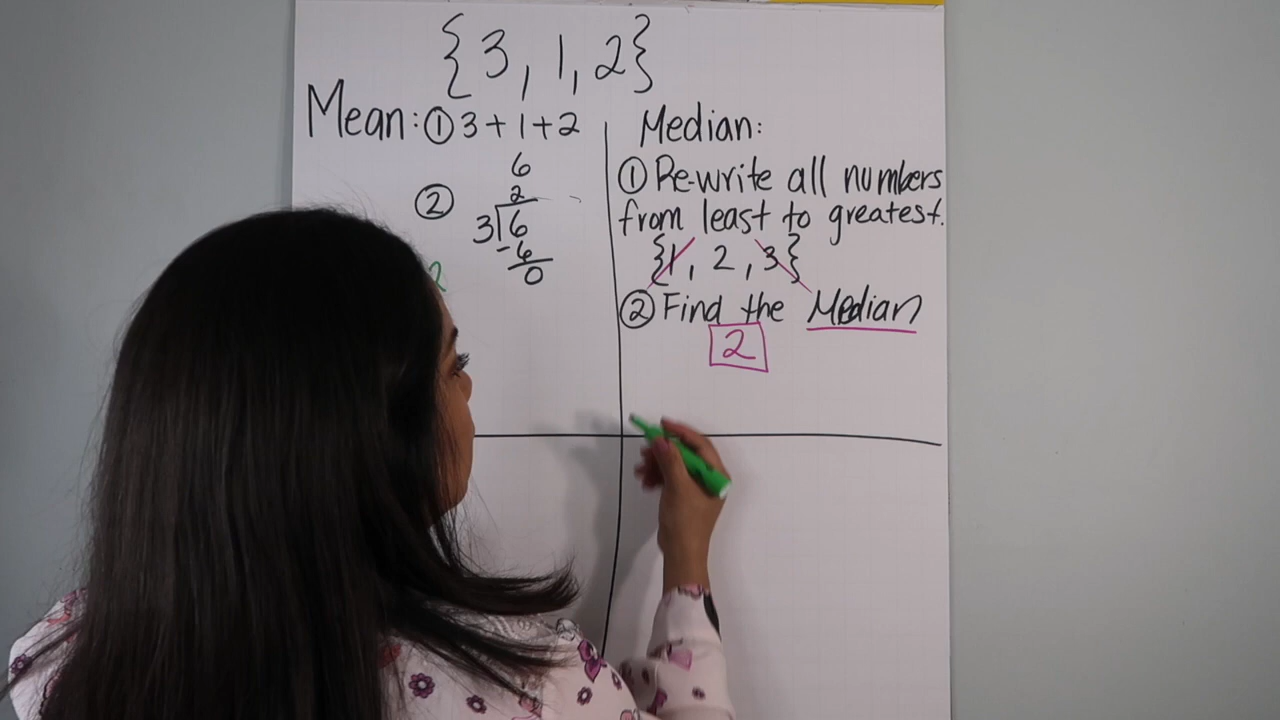 {3, 1, 2}
Mean: ① 3 + 1 + 2
6
②
2
3 6
-6
0
2
Median:
① Re-write all numbers
from least to greatest.
{1, 2, 3}
② Find the Median
2